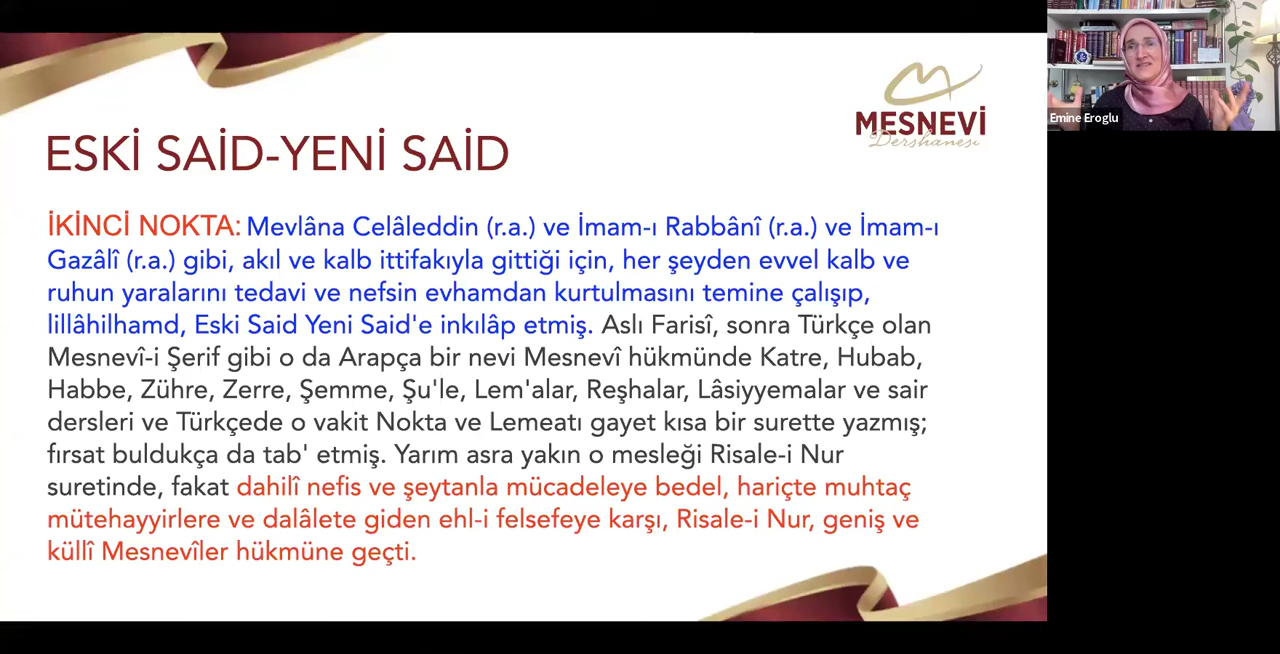 MESNEVİ
Dershanesi
Emine Eroglu
ESKİ SAİD-YENİ SAİD
İKİNCİ NOKTA: Mevlâna Celâleddin (r.a.) ve İmam-ı Rabbânî (r.a.) ve İmam-ı
Gazâlî (r.a.) gibi, akıl ve kalb ittifakıyla gittiği için, her şeyden evvel kalb ve
ruhun yaralarını tedavi ve nefsin evhamdan kurtulmasını temine çalışıp,
lillâhilhamd, Eski Said Yeni Said'e inkılâp etmiş. Aslı Farisî, sonra Türkçe olan
Mesnevî-i Şerif gibi o da Arapça bir nevi Mesnevî hükmünde Katre, Hubab,
Habbe, Zühre, Zerre, Şemme, Şu'le, Lem'alar, Reşhalar, Lâsiyyemalar ve sair
dersleri ve Türkçede o vakit Nokta ve Lemeatı gayet kısa bir surette yazmış;
fırsat buldukça da tab' etmiş. Yarım asra yakın o mesleği Risale-i Nur
suretinde, fakat dahilî nefis ve şeytanla mücadeleye bedel, hariçte muhtaç
mütehayyirlere ve dalâlete giden ehl-i felsefeye karşı, Risale-i Nur, geniş ve
küllî Mesnevîler hükmüne geçti.